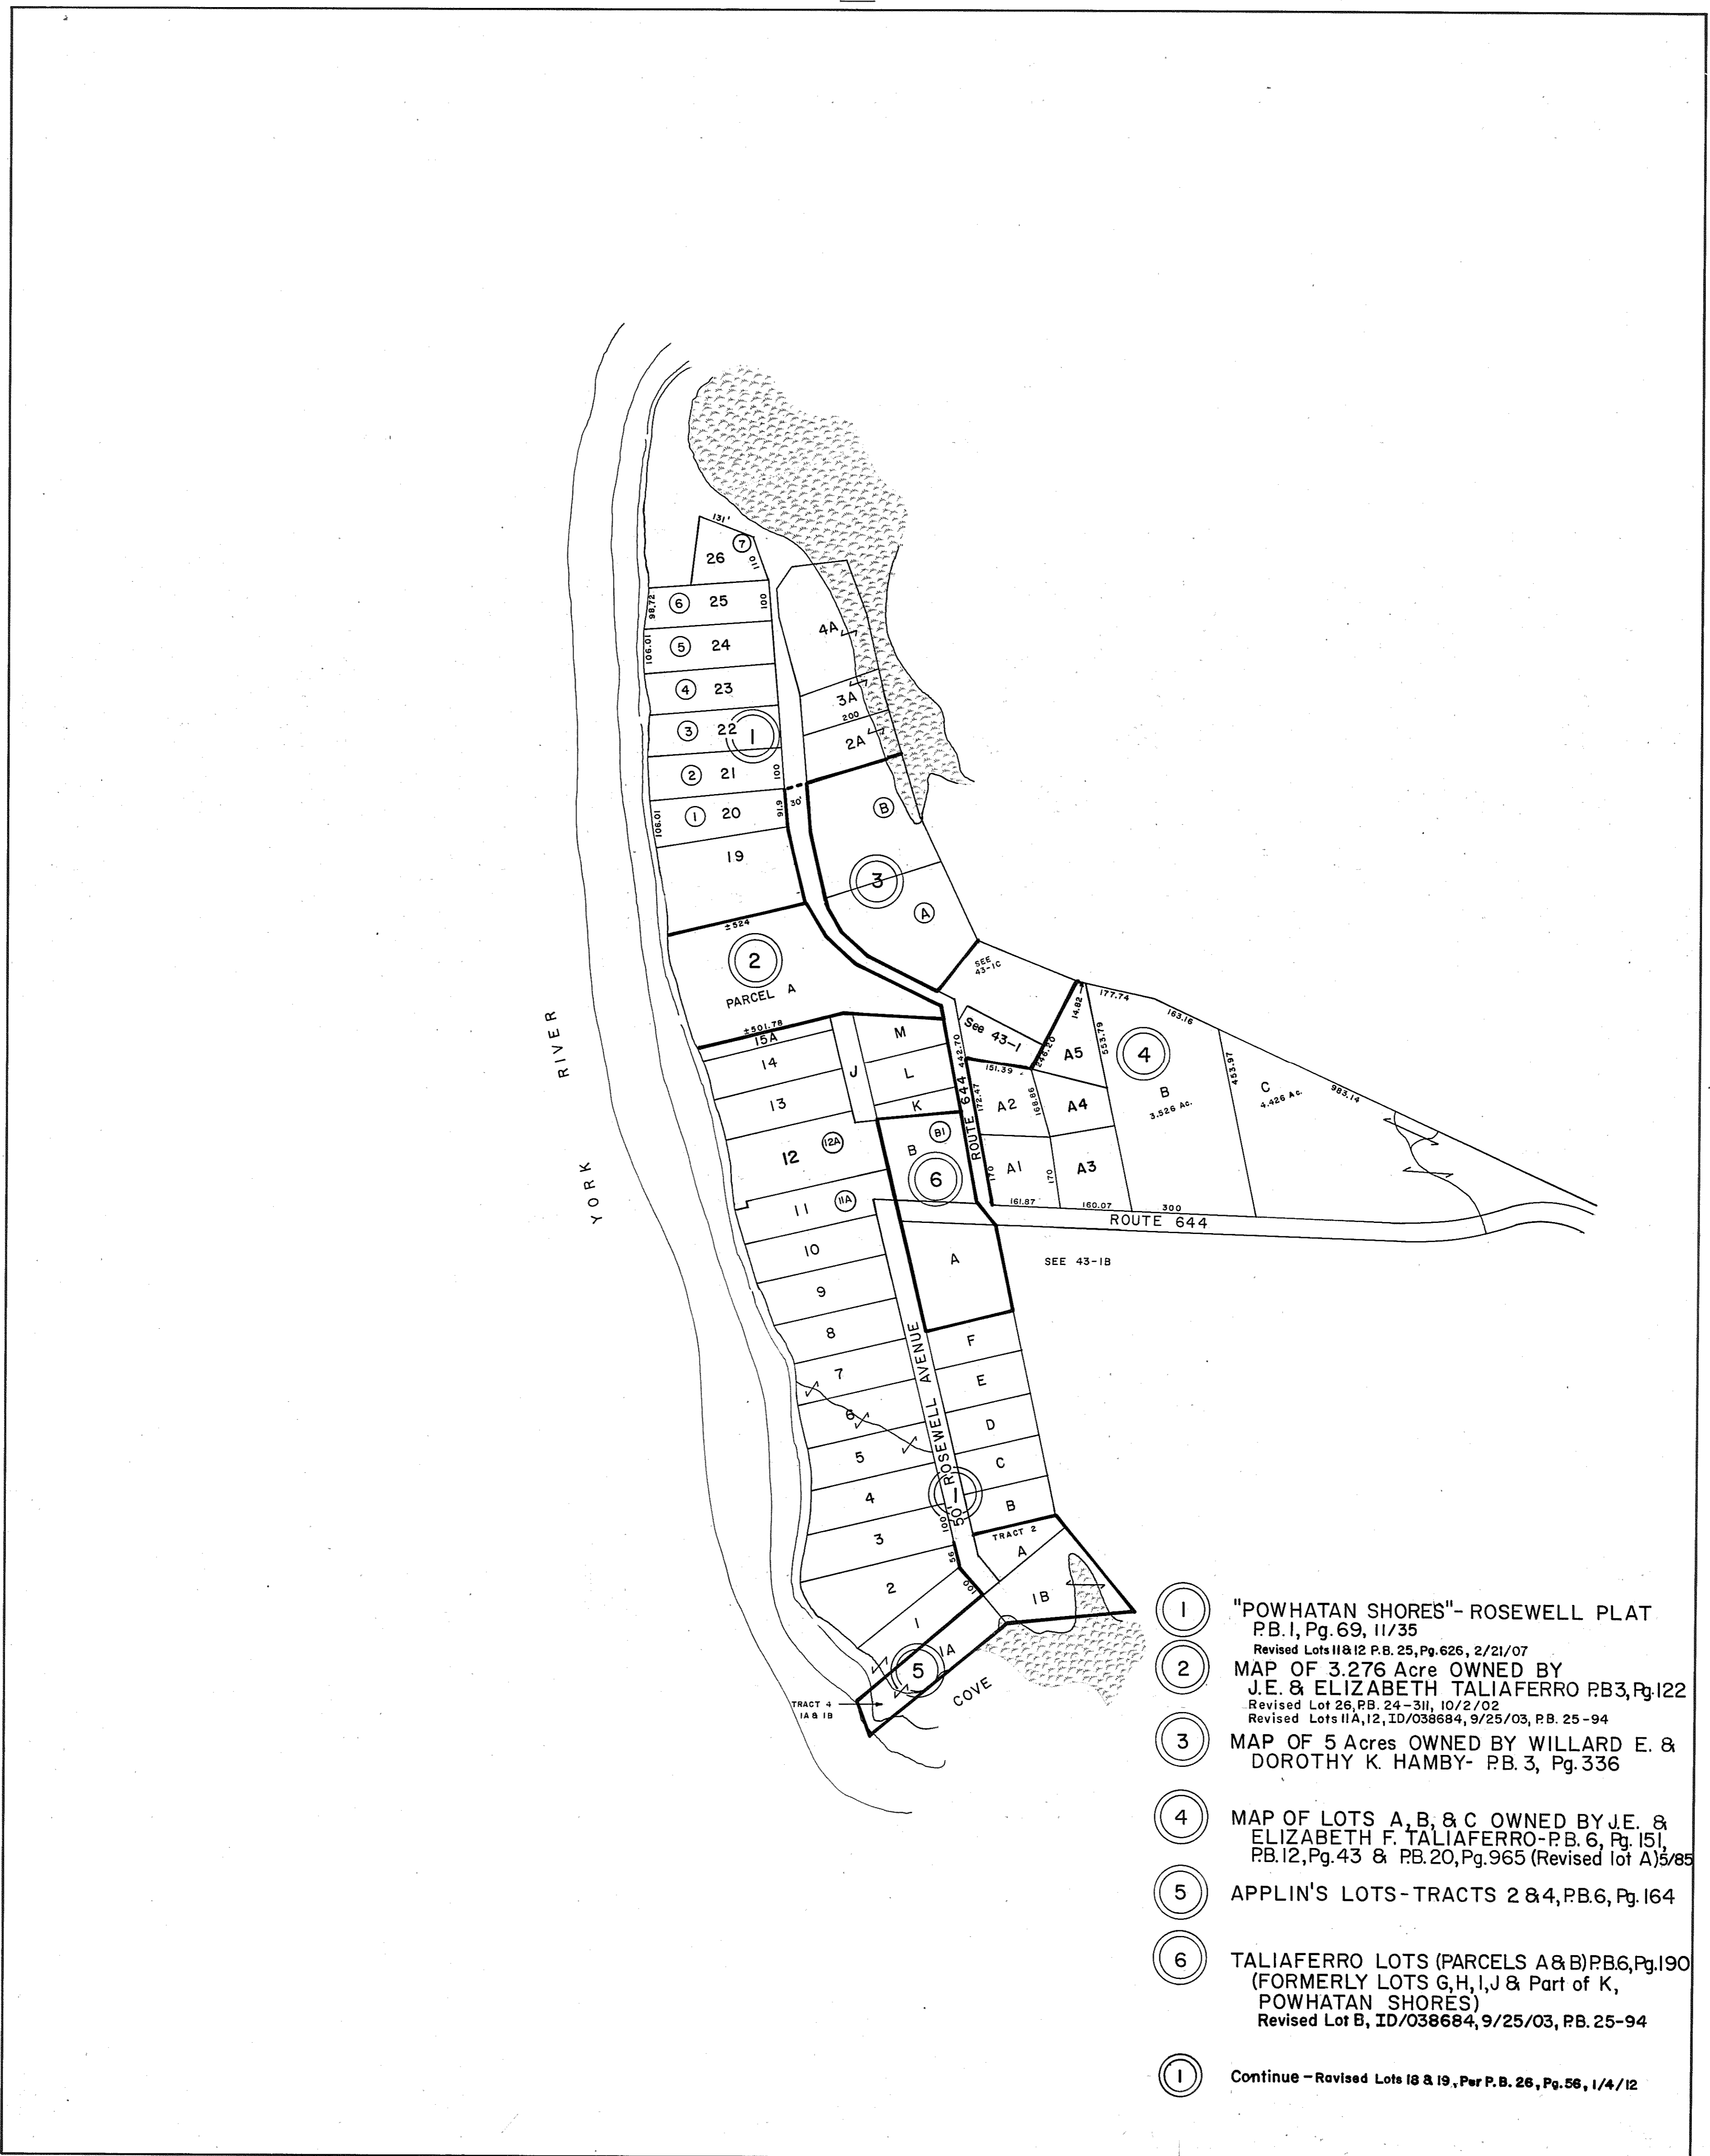 131'
7
26
110
98.72
6 25
100
106.01
5 24
4 23
3 22
1
2 21
100
106.01
1 20
91.9
30'
19
4A
3A
200
2A
B
3
A
±524
2
PARCEL A
±501.78
15A
14
13
12 12A
11 11A
10
9
8
7
6
5
4
3
2
1
1A
J
M
L
K
B B1
6
A
442.70
ROUTE 644
172.47
170
SEE
43-1C
See 43-1
14.82
246.20
151.39
168.86
A5
A2
A4
A1
A3
170
161.87
160.07
300
177.74
163.16
553.79
4
B
3.526 Ac.
453.97
C
4.426 Ac.
983.14
ROUTE 644
SEE 43-1B
YORK RIVER
50' ROSEWELL AVENUE
F
E
D
C
1
B
100
56
100
TRACT 2
A
1B
5
TRACT 4
1A & 1B
COVE
1 "POWHATAN SHORES"- ROSEWELL PLAT
P.B. 1, Pg. 69, 11/35
Revised Lots 11 & 12 P.B. 25, Pg. 626, 2/21/07
2 MAP OF 3.276 Acre OWNED BY
J.E. & ELIZABETH TALIAFERRO P.B3, Pg.122
Revised Lot 26, P.B. 24-311, 10/2/02
Revised Lots 11A, 12, ID/038684, 9/25/03, P.B. 25-94
3 MAP OF 5 Acres OWNED BY WILLARD E. &
DOROTHY K. HAMBY- P.B. 3, Pg. 336
4 MAP OF LOTS A, B, & C OWNED BY J.E. &
ELIZABETH F. TALIAFERRO-P.B. 6, Pg. 151,
P.B. 12, Pg. 43 & P.B. 20, Pg. 965 (Revised lot A) 5/85
5 APPLIN'S LOTS-TRACTS 2 & 4, P.B. 6, Pg. 164
6 TALIAFERRO LOTS (PARCELS A & B) P.B.6, Pg.190
(FORMERLY LOTS G, H, I, J & Part of K,
POWHATAN SHORES)
Revised Lot B, ID/038684, 9/25/03, P.B. 25-94
1 Continue - Revised Lots 18 & 19, Per P.B. 26, Pg. 56, 1/4/12